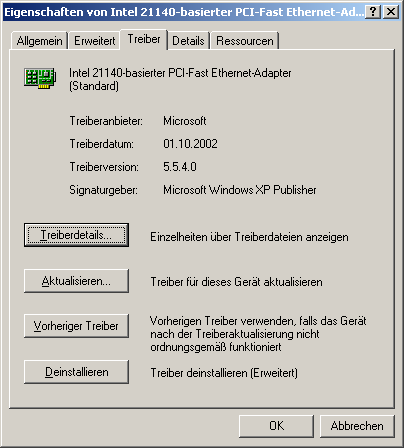 Eigenschaften von Intel 21140-basierter PCI-Fast Ethernet-Ad...
Allgemein Erweitert Treiber Details Ressourcen
Intel 21140-basierter PCI-Fast Ethernet-Adapter
(Standard)
Treiberanbieter: Microsoft
Treiberdatum: 01.10.2002
Treiberversion: 5.5.4.0
Signaturgeber: Microsoft Windows XP Publisher
Treiberdetails... Einzelheiten über Treiberdateien anzeigen
Aktualisieren... Treiber für dieses Gerät aktualisieren
Vorheriger Treiber Vorherigen Treiber verwenden, falls das Gerät
nach der Treiberaktualisierung nicht
ordnungsgemäß funktioniert
Deinstallieren Treiber deinstallieren (Erweitert)
OK Abbrechen